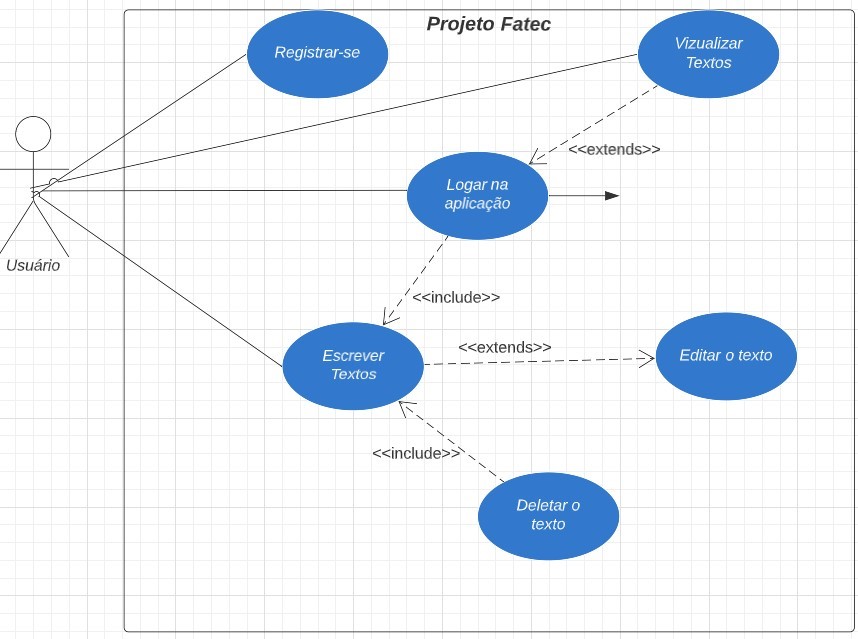 Projeto Fatec
Registrar-se
Vizualizar
Textos
<<extends>>
Logar na
aplicação
Usuário
<<include>>
Escrever
Textos
<<extends>>
Editar o texto
<<include>>
Deletar o
texto